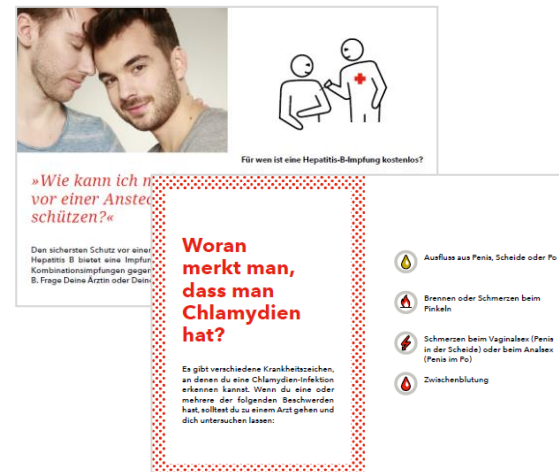 Für wen ist eine Hepatitis-B-Impfung kostenlos?
»Wie kann ich
vor einer
schützen?«
Den sichersten Schutz vor einer
Hepatitis B bietet eine
Kombinationsimpfungen
B. Frage Deine Ärztin oder
Woran
merkt man,
dass man
Chlamydien
hat?
Es gibt verschiedene Krankheitszeichen,
an denen du eine Chlamydien-Infektion
erkennen kannst. Wenn du eine oder
mehrere der folgenden Beschwerden
hast, solltest du zu einem Arzt gehen und
dich untersuchen lassen:
Ausfluss aus Penis, Scheide oder Po
Brennen oder Schmerzen beim
Pinkeln
Schmerzen beim Vaginalsex (Penis
in der Scheide) oder beim Analsex
(Penis im Po)
Zwischenblutung